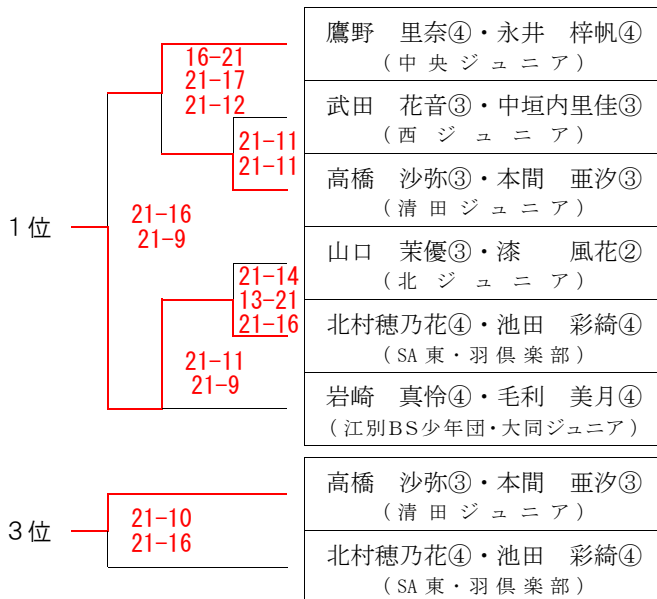 鷹野　里奈④・永井　梓帆④
（中央ジュニア）
16-21
21-17
21-12
武田　花音③・中垣内里佳③
（西ジュニア）
21-11
21-11
高橋　沙弥③・本間　亜汐③
（清田ジュニア）
1位
21-16
21-9
山口　茉優③・漆　　風花②
（北ジュニア）
21-14
13-21
21-16
北村穂乃花④・池田　彩綺④
（SA東・羽倶楽部）
21-11
21-9
岩崎　真怜④・毛利　美月④
（江別BS少年団・大同ジュニア）
高橋　沙弥③・本間　亜汐③
（清田ジュニア）
3位
21-10
21-16
北村穂乃花④・池田　彩綺④
（SA東・羽倶楽部）